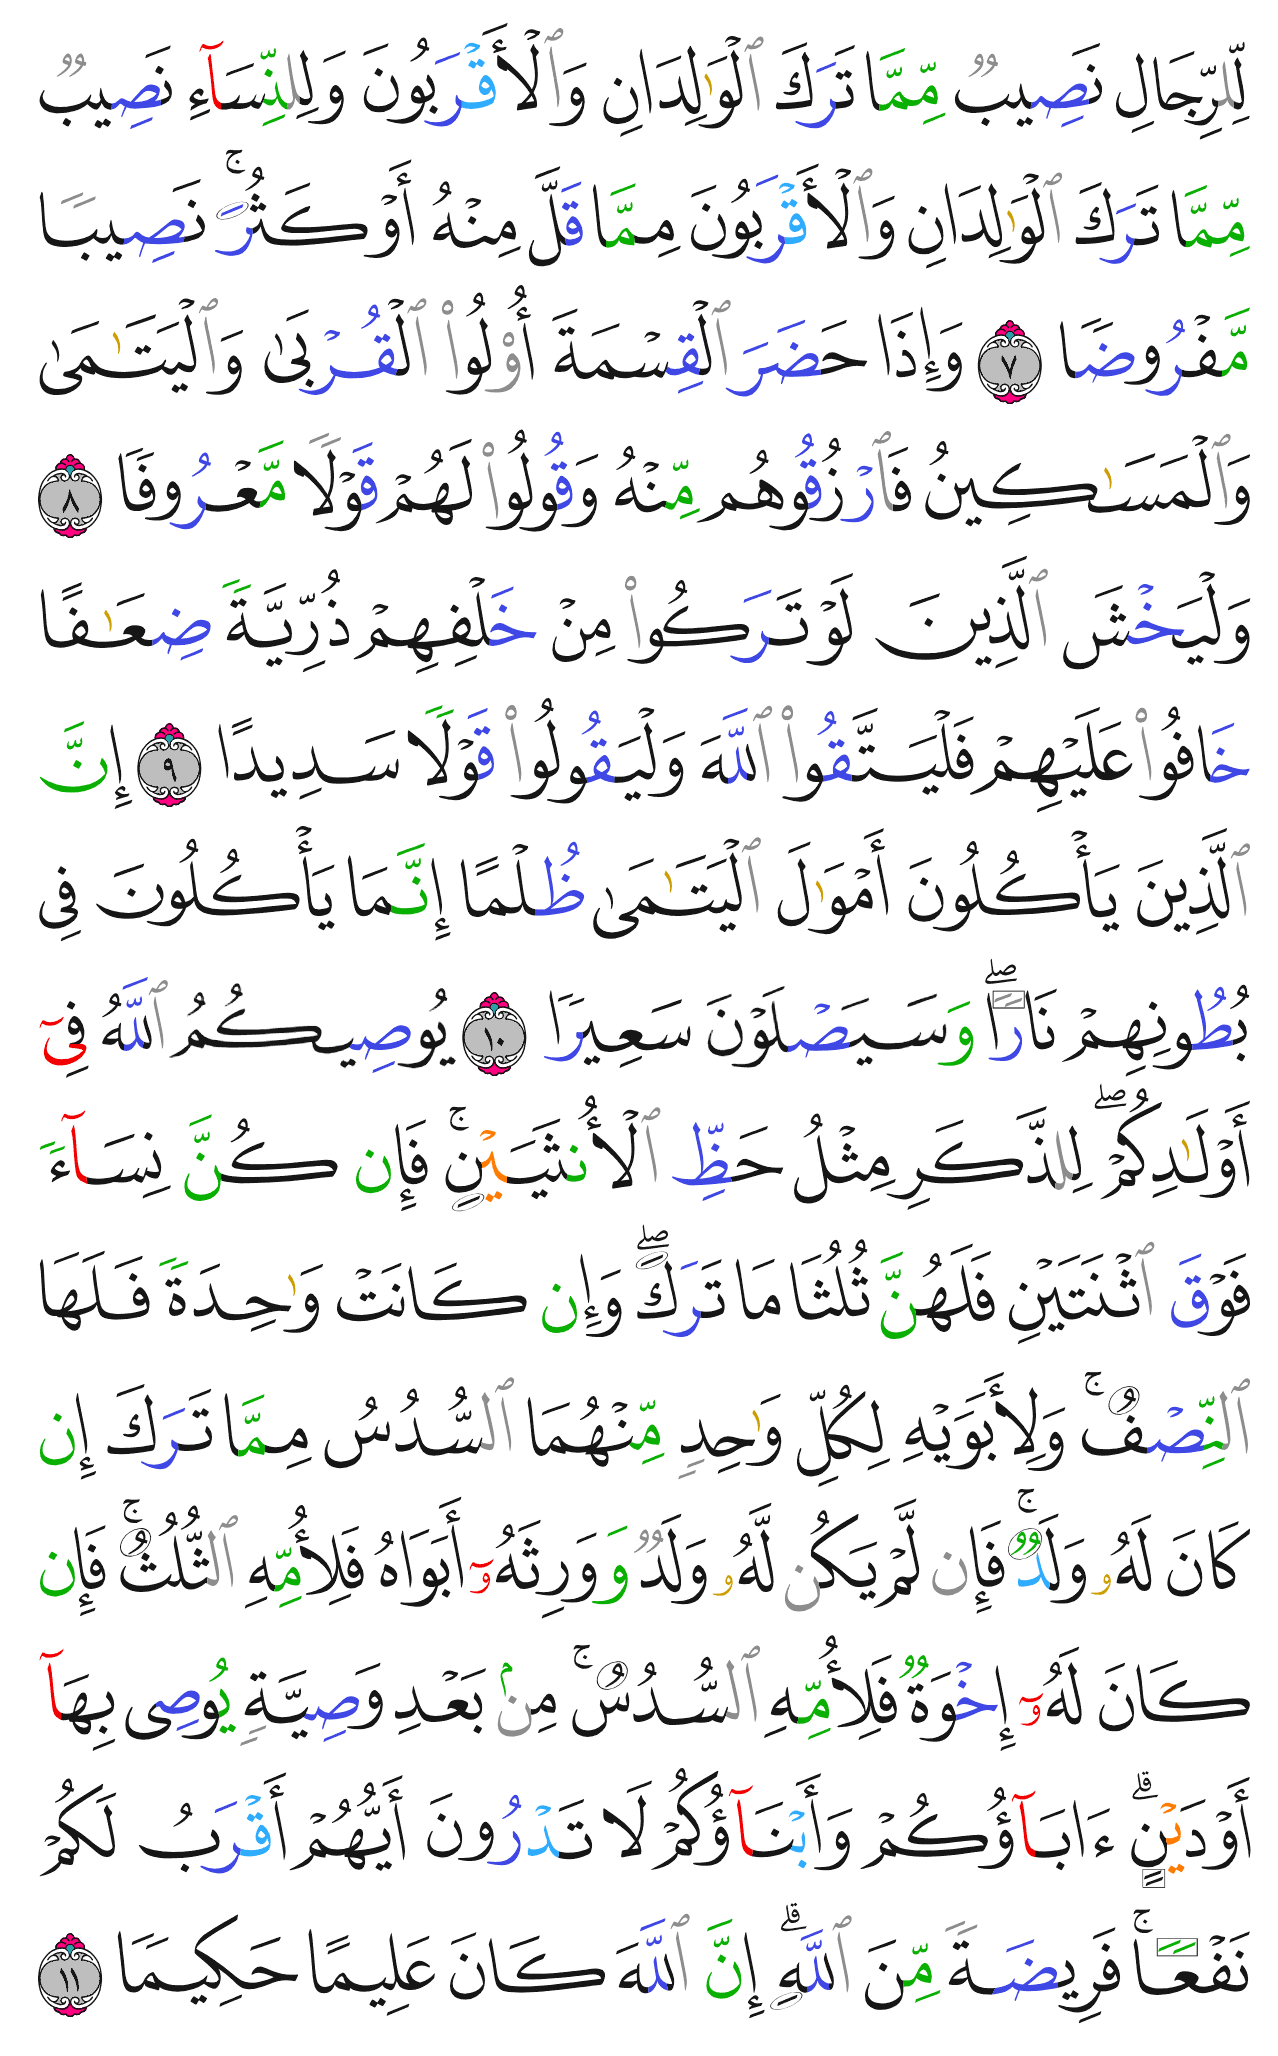 لِّلرِّجَالِ نَصِيبٌ مِّمَّا تَرَكَ ٱلْوَٰلِدَانِ وَٱلْأَقْرَبُونَ وَلِلنِّسَآءِ نَصِيبٌ
مِّمَّا تَرَكَ ٱلْوَٰلِدَانِ وَٱلْأَقْرَبُونَ مِمَّا قَلَّ مِنْهُ أَوْ كَثُرَ ۚ نَصِيبًا
مَّفْرُوضًا ٧ وَإِذَا حَضَرَ ٱلْقِسْمَةَ أُو۟لُوا۟ ٱلْقُرْبَىٰ وَٱلْيَتَـٰمَىٰ
وَٱلْمَسَـٰكِينُ فَٱرْزُقُوهُم مِّنْهُ وَقُولُوا۟ لَهُمْ قَوْلًا مَّعْرُوفًا ٨
وَلْيَخْشَ ٱلَّذِينَ لَوْ تَرَكُوا۟ مِنْ خَلْفِهِمْ ذُرِّيَّةً ضِعَـٰفًا
خَافُوا۟ عَلَيْهِمْ فَلْيَتَّقُوا۟ ٱللَّهَ وَلْيَقُولُوا۟ قَوْلًا سَدِيدًا ٩ إِنَّ
ٱلَّذِينَ يَأْكُلُونَ أَمْوَٰلَ ٱلْيَتَـٰمَىٰ ظُلْمًا إِنَّمَا يَأْكُلُونَ فِى
بُطُونِهِمْ نَارًا ۖ وَسَيَصْلَوْنَ سَعِيرًا ١٠ يُوصِيكُمُ ٱللَّهُ فِىٓ
أَوْلَـٰدِكُمْ ۖ لِلذَّكَرِ مِثْلُ حَظِّ ٱلْأُنثَيَيْنِ ۚ فَإِن كُنَّ نِسَآءً
فَوْقَ ٱثْنَتَيْنِ فَلَهُنَّ ثُلُثَا مَا تَرَكَ ۖ وَإِن كَانَتْ وَٰحِدَةً فَلَهَا
ٱلنِّصْفُ ۚ وَلِأَبَوَيْهِ لِكُلِّ وَٰحِدٍ مِّنْهُمَا ٱلسُّدُسُ مِمَّا تَرَكَ إِن
كَانَ لَهُۥ وَلَدٌ ۚ فَإِن لَّمْ يَكُن لَّهُۥ وَلَدٌ وَوَرِثَهُۥٓ أَبَوَاهُ فَلِأُمِّهِ ٱلثُّلُثُ ۚ فَإِن
كَانَ لَهُۥٓ إِخْوَةٌ فَلِأُمِّهِ ٱلسُّدُسُ ۚ مِنۢ بَعْدِ وَصِيَّةٍ يُوصِى بِهَآ
أَوْ دَيْنٍ ۗ ءَابَآؤُكُمْ وَأَبْنَآؤُكُمْ لَا تَدْرُونَ أَيُّهُمْ أَقْرَبُ لَكُمْ
نَفْعًا ۚ فَرِيضَةً مِّنَ ٱللَّهِ ۗ إِنَّ ٱللَّهَ كَانَ عَلِيمًا حَكِيمًا ١١